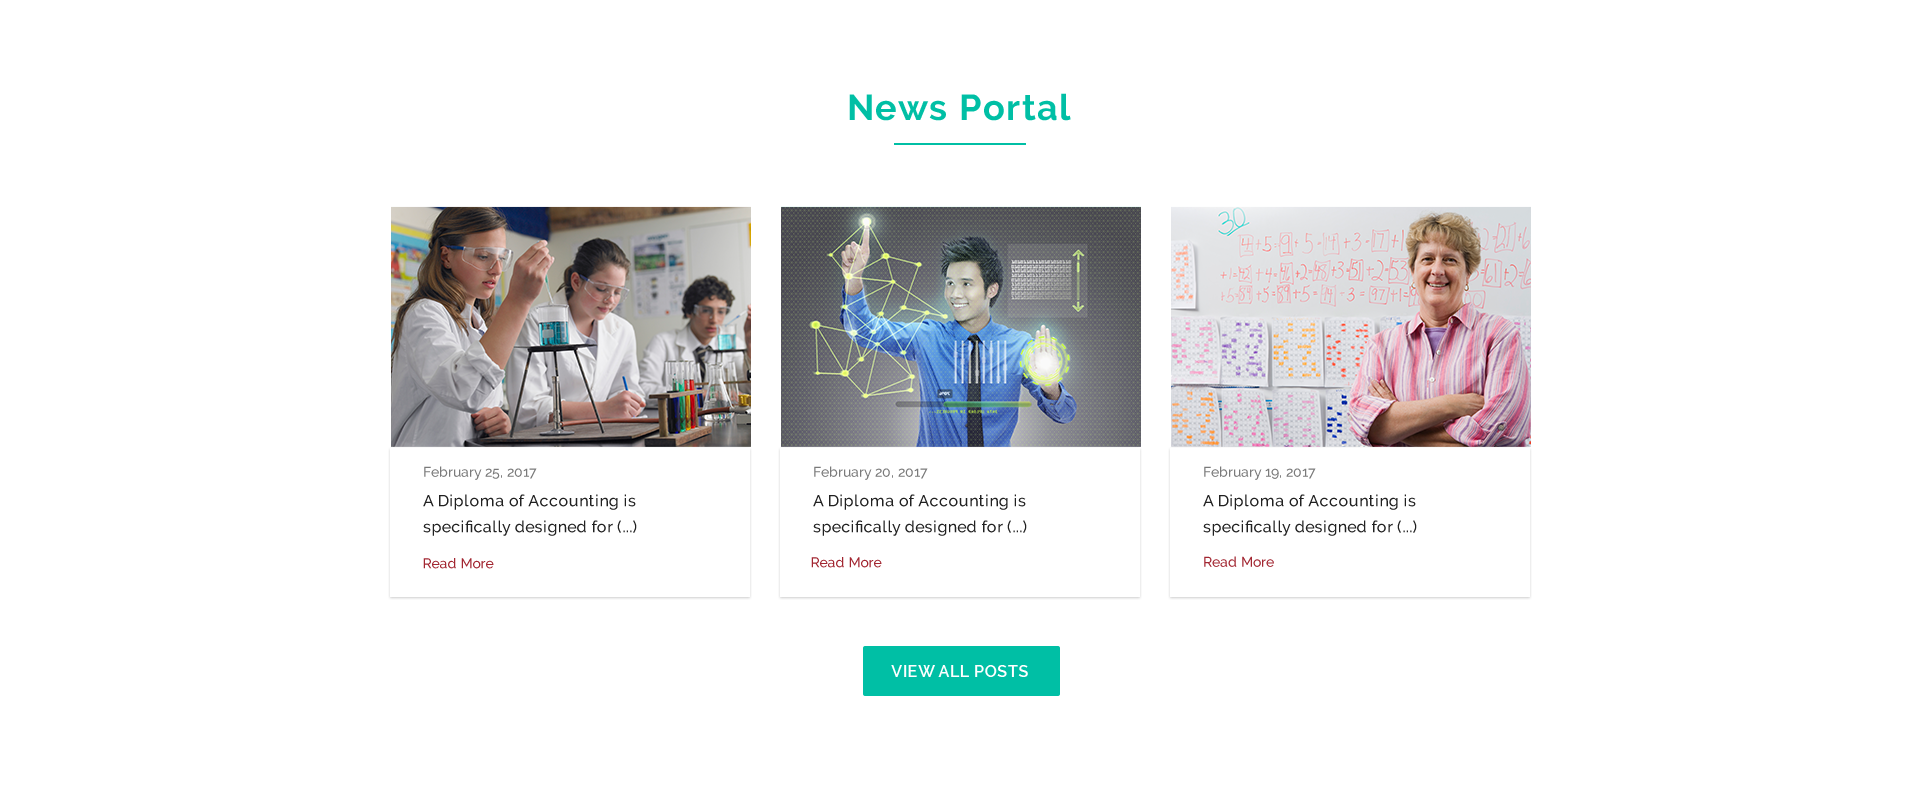 News Portal
30
February 25, 2017
A Diploma of Accounting is
specifically designed for (...)
Read More
February 20, 2017
A Diploma of Accounting is
specifically designed for (...)
Read More
February 19, 2017
A Diploma of Accounting is
specifically designed for (...)
Read More
VIEW ALL POSTS